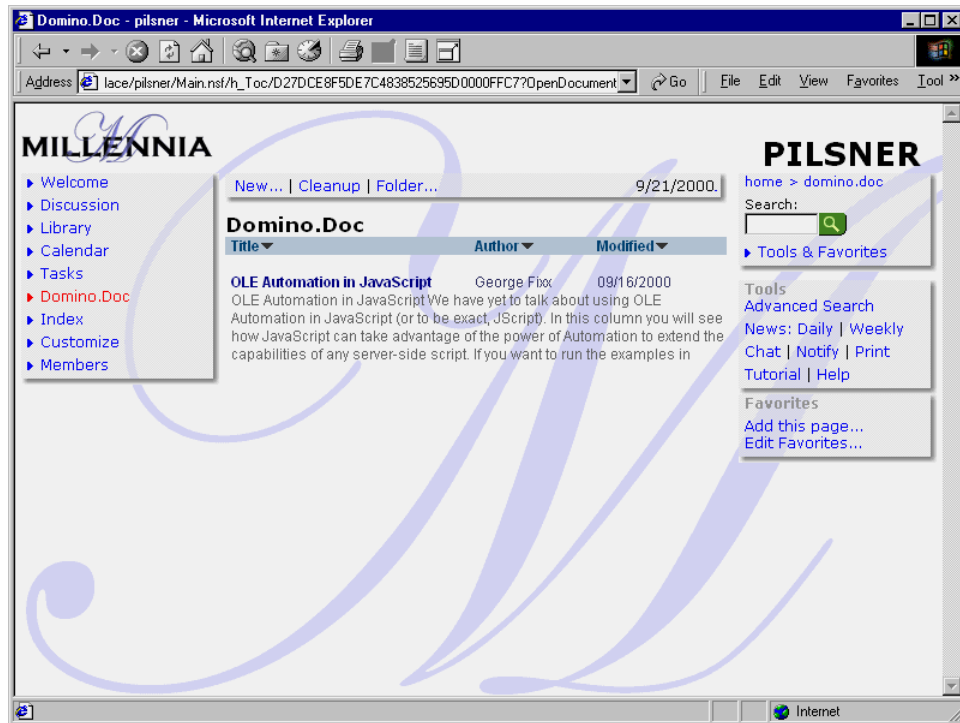 Domino.Doc - pilsner - Microsoft Internet Explorer
Address lace/pilsner/Main.nsf/h_Toc/D27DCE8F5DE7C4838525695D0000FFC7?OpenDocument Go File Edit View Favorites Tool »
MILLENNIA
PILSNER
Welcome
Discussion
Library
Calendar
Tasks
Domino.Doc
Index
Customize
Members
New... | Cleanup | Folder... 9/21/2000.
Domino.Doc
Title Author Modified
OLE Automation in JavaScript George Fixx 09/16/2000
OLE Automation in JavaScript We have yet to talk about using OLE
Automation in JavaScript (or to be exact, JScript). In this column you will see
how JavaScript can take advantage of the power of Automation to extend the
capabilities of any server-side script. If you want to run the examples in
home > domino.doc
Search:
Tools & Favorites
Tools
Advanced Search
News: Daily | Weekly
Chat | Notify | Print
Tutorial | Help
Favorites
Add this page...
Edit Favorites...
Internet